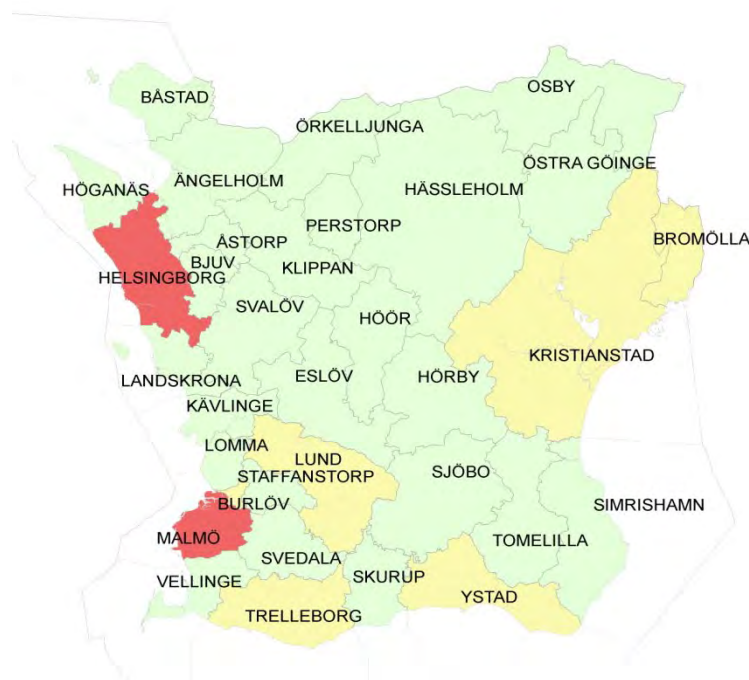 OSBY
BÅSTAD
ÖRKELLJUNGA
ÖSTRA GÖINGE
ÄNGELHOLM
HÖGANÄS
HÄSSLEHOLM
PERSTORP
BROMÖLLA
ÅSTORP
BJUV
KLIPPAN
HELSINGBORG
SVALÖV
HÖÖR
KRISTIANSTAD
LANDSKRONA
ESLÖV
HÖRBY
KÄVLINGE
LOMMA
LUND
STAFFANSTORP
SJÖBO
BURLÖV
SIMRISHAMN
MALMÖ
TOMELILLA
SVEDALA
VELLINGE
SKURUP
YSTAD
TRELLEBORG